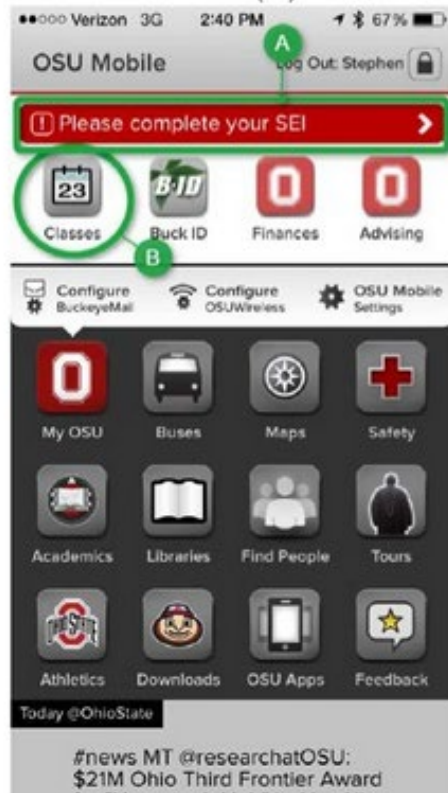 Verizon 3G 2:40 PM 67%
A
OSU Mobile Log Out: Stephen
! Please complete your SEI
23 B-ID O O
Classes Buck ID Finances Advising
B
Configure BuckeyeMail
Configure OSUWireless
OSU Mobile Settings
O
My OSU Buses Maps Safety
Academics Libraries Find People Tours
OHIO STATE
Athletics Downloads OSU Apps Feedback
Today @OhioState
#news MT @researchatOSU:
$21M Ohio Third Frontier Award